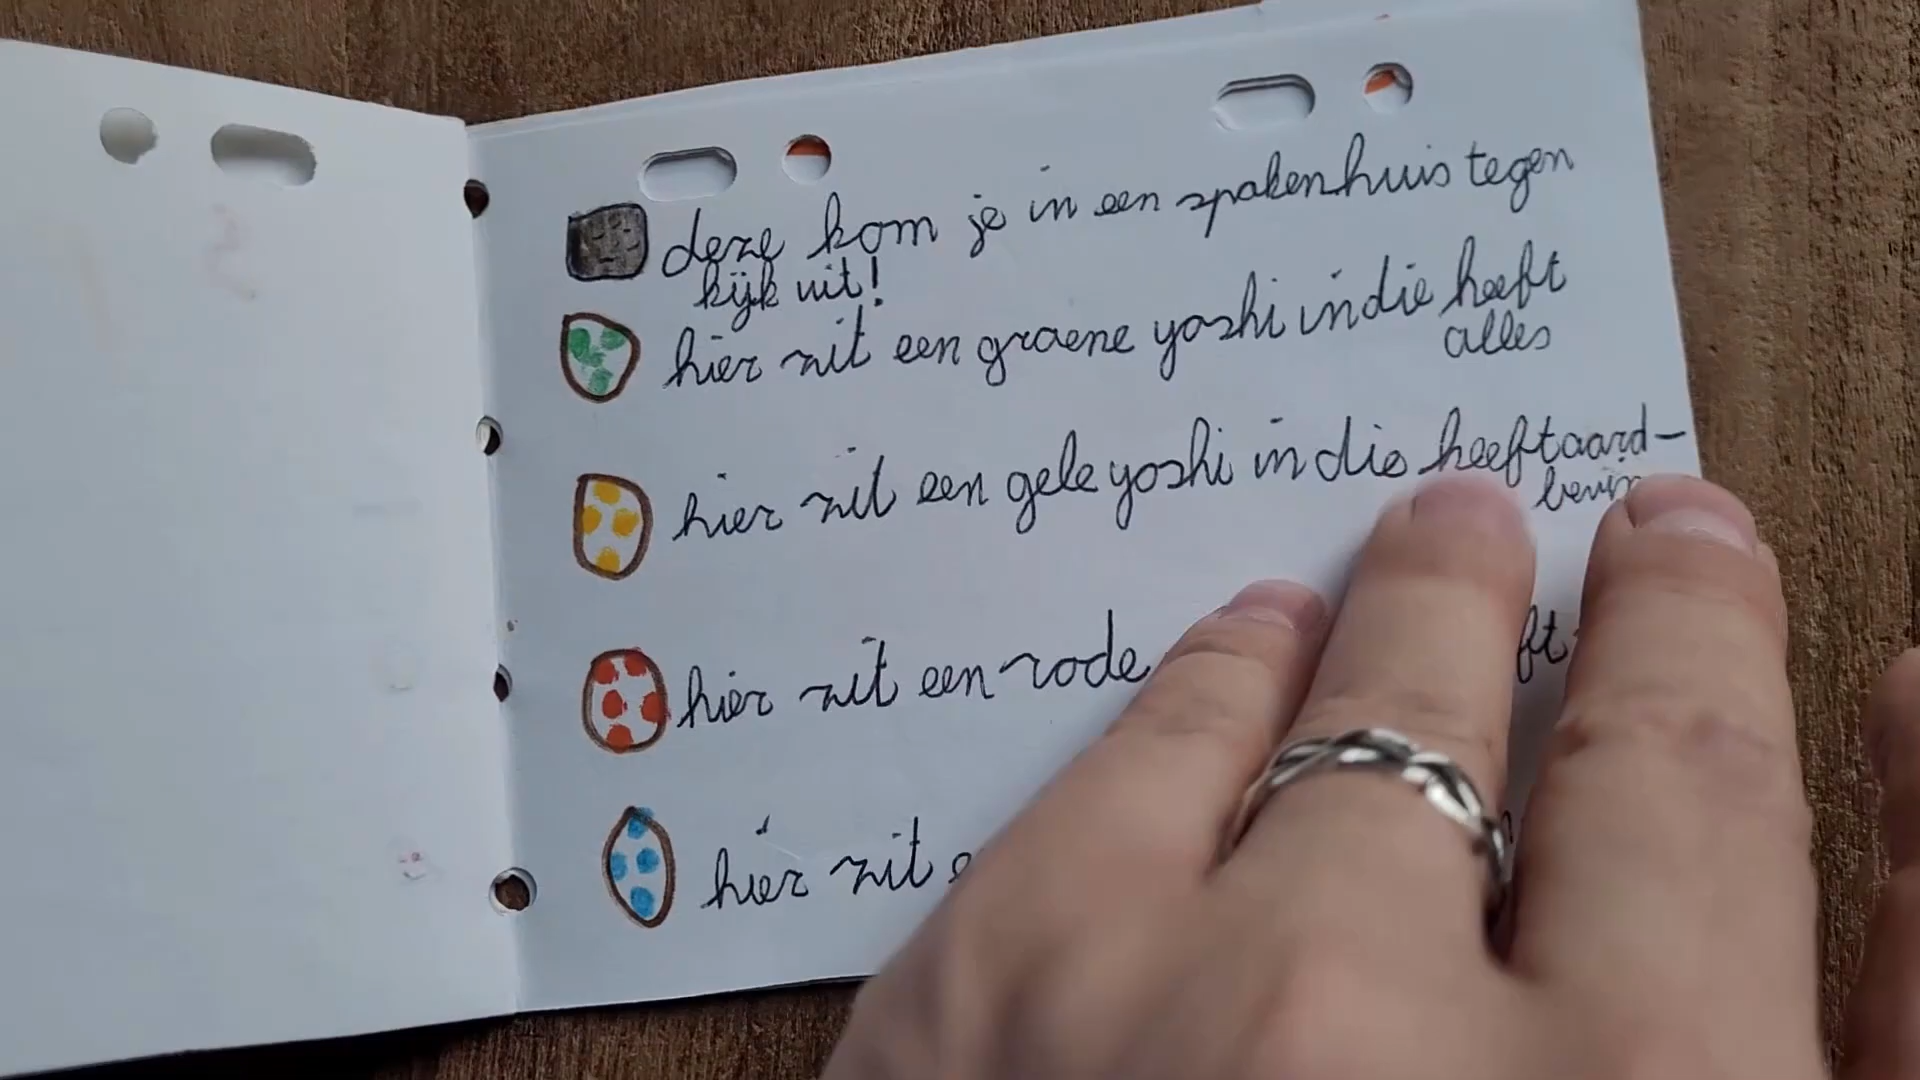 deze kom je in een spokenhuis tegen
kijk uit!
hier zit een groene yoshi in die heeft
alles
hier zit een gele yoshi in die heeft aard-
hier zit een rode
hier zit